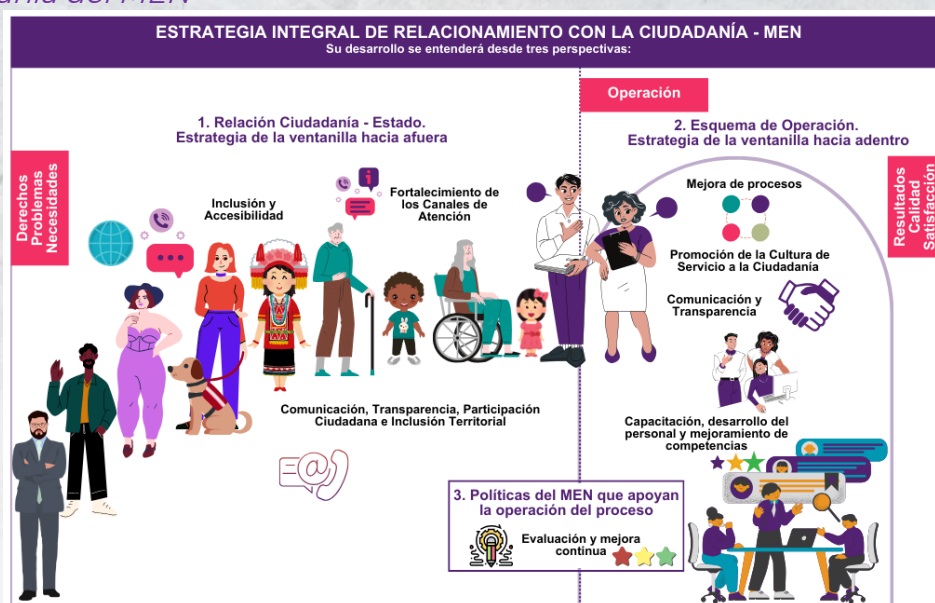 del MEN
ESTRATEGIA INTEGRAL DE RELACIONAMIENTO CON LA CIUDADANÍA - MEN
Su desarrollo se entenderá desde tres perspectivas:
Operación
1. Relación Ciudadanía - Estado.
Estrategia de la ventanilla hacia afuera
2. Esquema de Operación.
Estrategia de la ventanilla hacia adentro
Derechos
Problemas
Necesidades
Inclusión y
Accesibilidad
Fortalecimiento de
los Canales de
Atención
Mejora de procesos
Resultados
Calidad
Satisfacción
Promoción de la Cultura de
Servicio a la Ciudadanía
Comunicación y
Transparencia
Comunicación, Transparencia, Participación
Ciudadana e Inclusión Territorial
Capacitación, desarrollo del
personal y mejoramiento de
competencias
3. Políticas del MEN que apoyan
la operación del proceso
Evaluación y mejora
continua